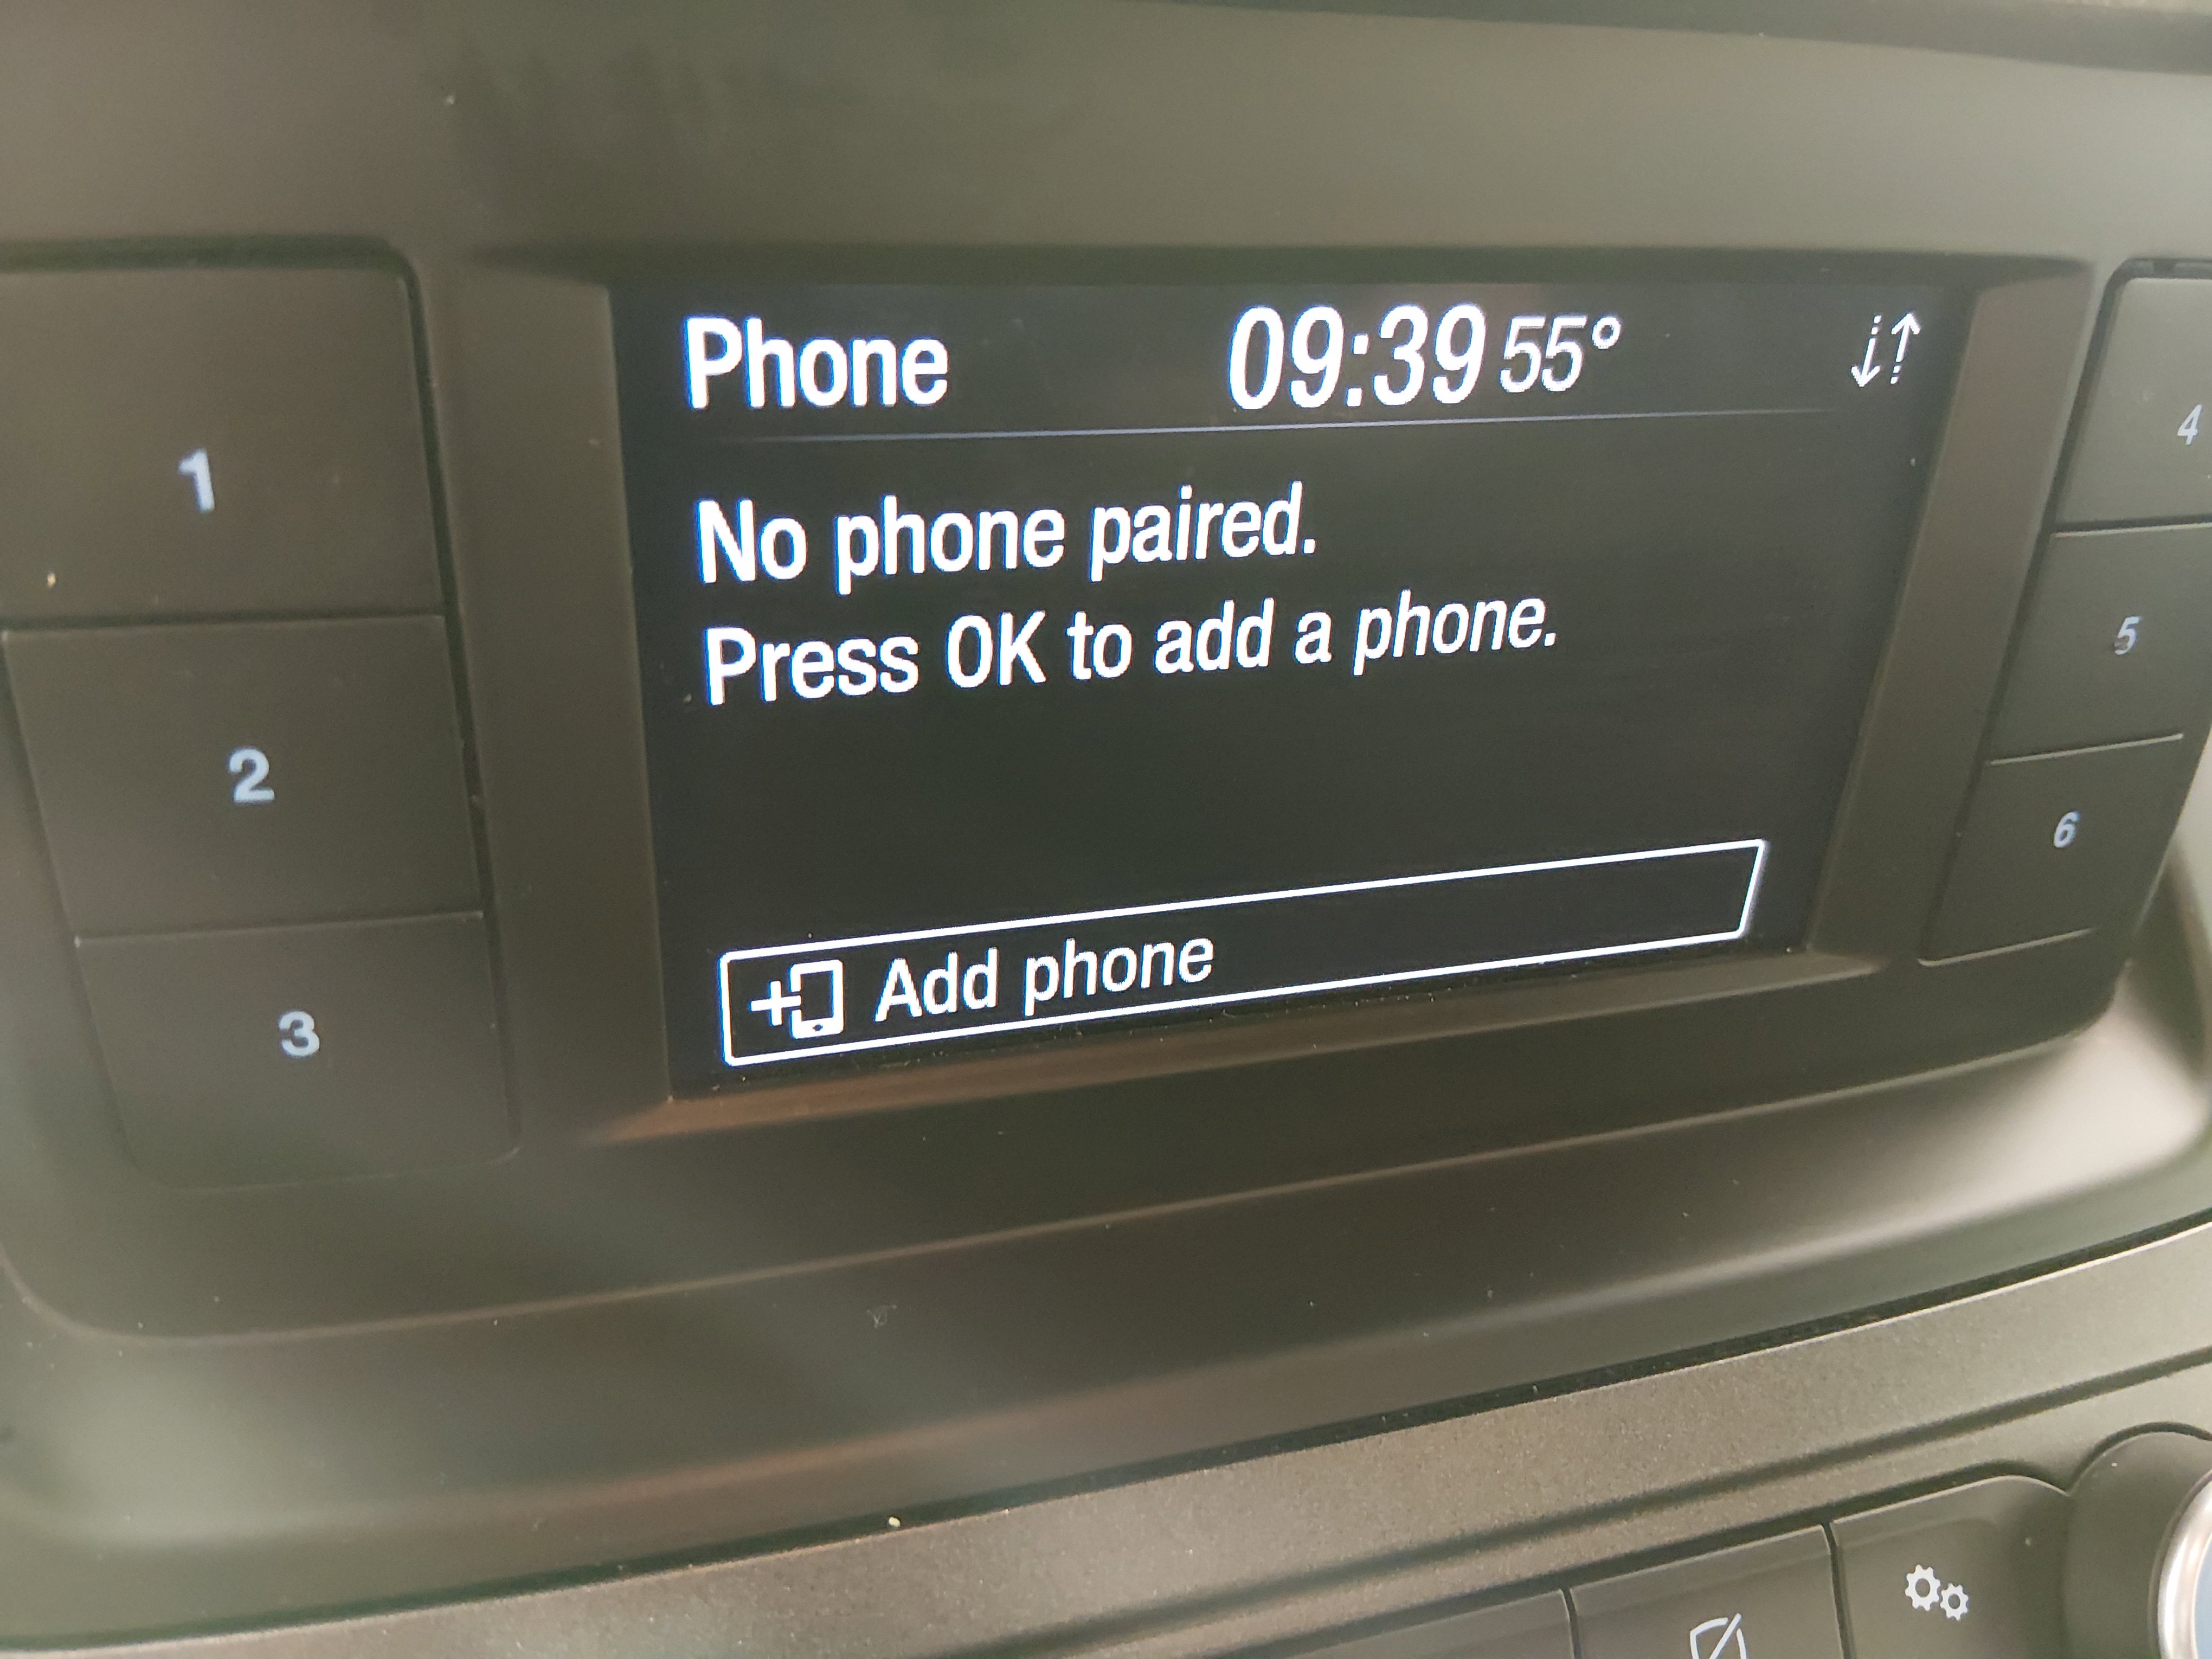 Phone 09:39 55°
No phone paired.
Press OK to add a phone.
Add phone
1
2
3
4
5
6